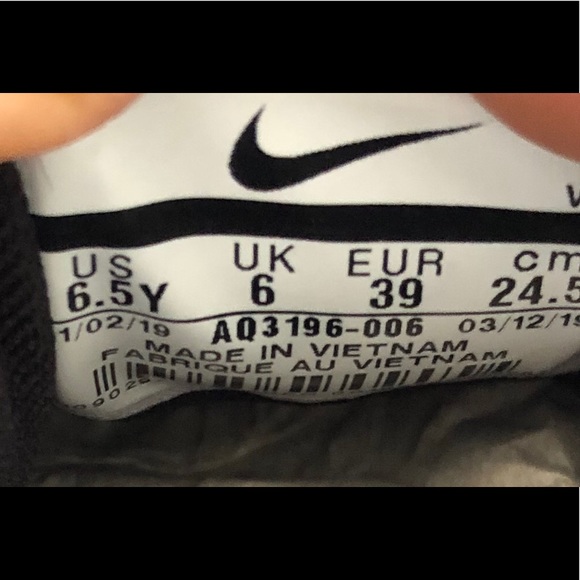 US UK EUR cm
6.5Y 6 39 24.5
1/02/19 AQ3196-006 03/12/19
MADE IN VIETNAM
FABRIQUE AU VIETNAM